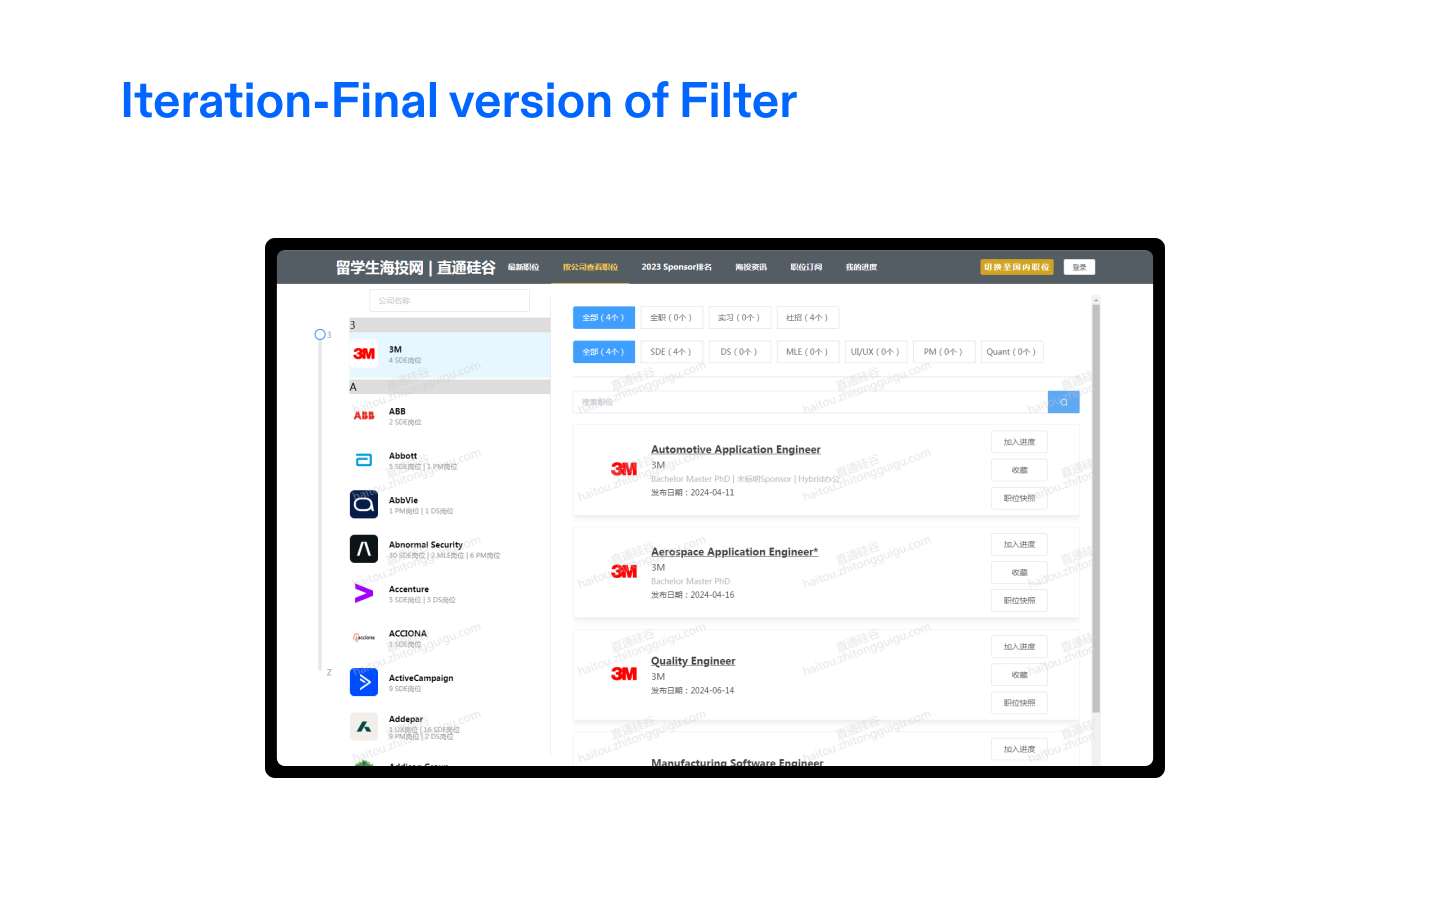 Iteration-Final version of Filter
留学生海投网 | 直通硅谷
最新职位
按公司查看职位
2023 Sponsor排名
海投资讯
职位订阅
我的进度
切换至国内职位
登录
公司名称
3
3
3M
4 SDE岗位
A
ABB
ABB
2 SDE岗位
Abbott
5 SDE岗位 | 1 PM岗位
AbbVie
1 PM岗位 | 1 DS岗位
Abnormal Security
30 SDE岗位 | 2 MLE岗位 | 6 PM岗位
Accenture
5 SDE岗位 | 3 DS岗位
acciona
ACCIONA
1 SDE岗位
Z
ActiveCampaign
9 SDE岗位
Addepar
1 UX岗位 | 16 SDE岗位
9 PM岗位 | 2 DS岗位
全部（4个）
全职（0个）
实习（0个）
社招（4个）
全部（4个）
SDE（4个）
DS（0个）
MLE（0个）
UI/UX（0个）
PM（0个）
Quant（0个）
搜索职位
3M
Automotive Application Engineer
3M
Bachelor Master PhD | 未标明Sponsor | Hybrid办公
发布日期：2024-04-11
加入进度
收藏
职位快照
3M
Aerospace Application Engineer*
3M
Bachelor Master PhD
发布日期：2024-04-16
加入进度
收藏
职位快照
3M
Quality Engineer
3M
发布日期：2024-06-14
加入进度
收藏
职位快照
Manufacturing Software Engineer
加入进度
直通硅谷
haitou.zhitongguigu.com